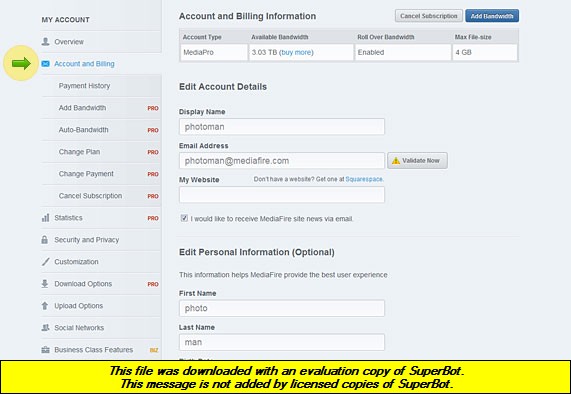 MY ACCOUNT
Overview
Account and Billing
Payment History
Add Bandwidth PRO
Auto-Bandwidth PRO
Change Plan PRO
Change Payment PRO
Cancel Subscription PRO
Statistics PRO
Security and Privacy
Customization
Download Options PRO
Upload Options
Social Networks
Business Class Features BIZ
Account and Billing Information
Cancel Subscription Add Bandwidth
Account Type Available Bandwidth Roll Over Bandwidth Max File-size
MediaPro 3.03 TB (buy more) Enabled 4 GB
Edit Account Details
Display Name
photoman
Email Address
photoman@mediafire.com Validate Now
My Website Don't have a website? Get one at Squarespace.
I would like to receive MediaFire site news via email.
Edit Personal Information (Optional)
This information helps MediaFire provide the best user experience
First Name
photo
Last Name
man
This file was downloaded with an evaluation copy of SuperBot.
This message is not added by licensed copies of SuperBot.